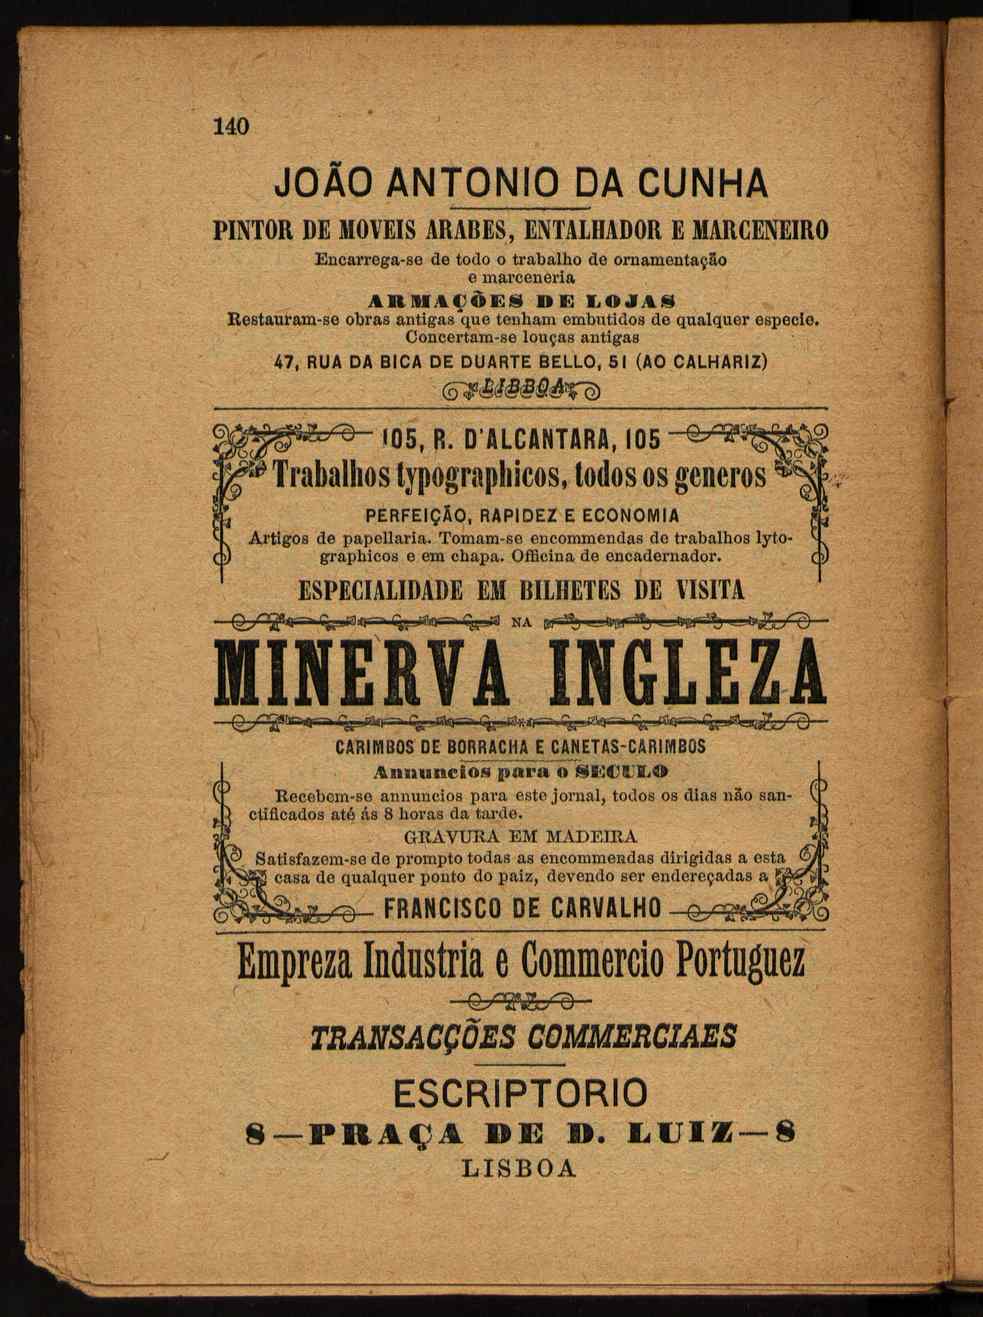 140
JOÃO ANTONIO DA CUNHA
PINTOR DE MOVEIS ARABES, ENTALHADOR E MARCENEIRO
Encarrega-se de todo o trabalho de ornamentação
e marceneria
ARMAÇÕES DE LOJAS
Restauram-se obras antigas que tenham embutidos de qualquer especie.
Concertam-se louças antigas
47, RUA DA BICA DE DUARTE BELLO, 51 (AO CALHARIZ)
LISBOA
105, R. D'ALCANTARA, 105
Trabalhos typographicos, todos os generos
PERFEIÇÃO, RAPIDEZ E ECONOMIA
Artigos de papellaria. Tomam-se encommendas de trabalhos lyto-
graphicos e em chapa. Officina de encadernador.
ESPECIALIDADE EM BILHETES DE VISITA
NA
MINERVA INGLEZA
CARIMBOS DE BORRACHA E CANETAS-CARIMBOS
Annuncios para o SECULO
Recebem-se annuncios para este jornal, todos os dias não san-
ctificados até ás 8 horas da tarde.
GRAVURA EM MADEIRA
Satisfazem-se de prompto todas as encommendas dirigidas a esta
casa de qualquer ponto do paiz, devendo ser endereçadas a
FRANCISCO DE CARVALHO
Empreza Industria e Commercio Portuguez
TRANSACÇÕES COMMERCIAES
ESCRIPTORIO
8—PRAÇA DE D. LUIZ—8
LISBOA